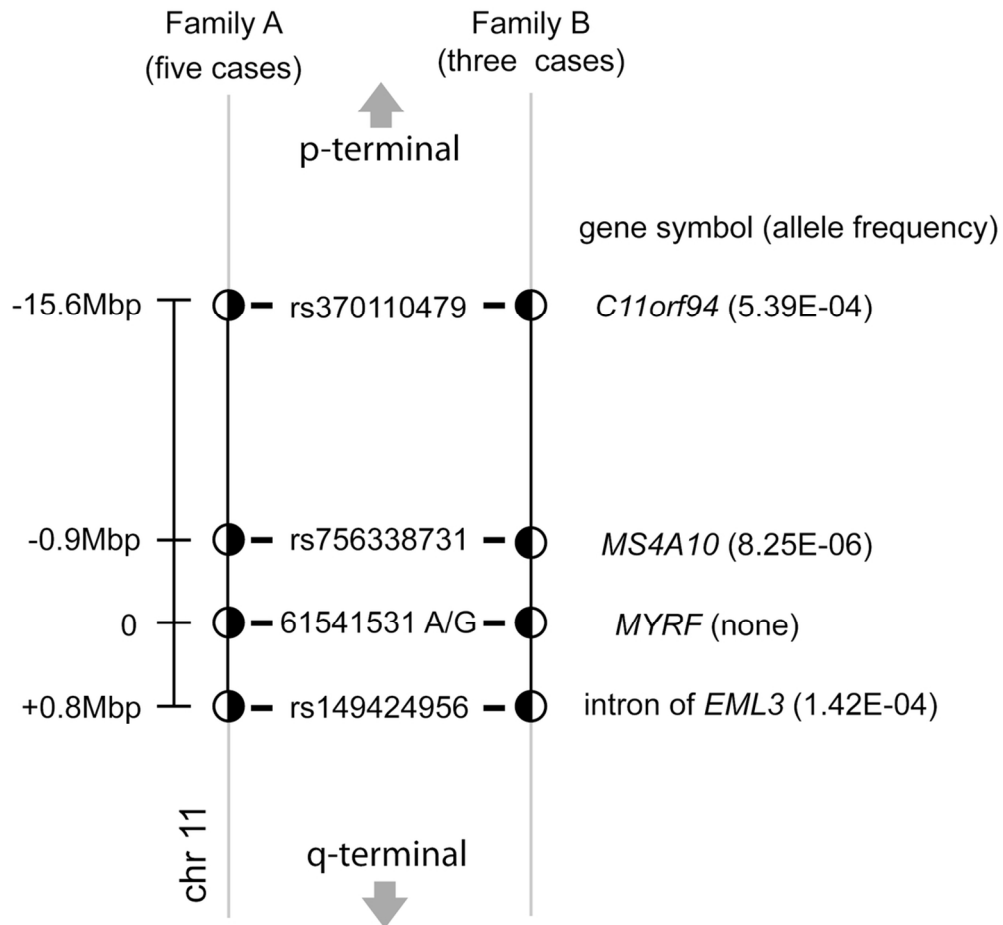 Family A
(five cases)
Family B
(three cases)
p-terminal
gene symbol (allele frequency)
-15.6Mbp
rs370110479
C11orf94 (5.39E-04)
-0.9Mbp
rs756338731
MS4A10 (8.25E-06)
0
61541531 A/G
MYRF (none)
+0.8Mbp
rs149424956
intron of EML3 (1.42E-04)
chr 11
q-terminal